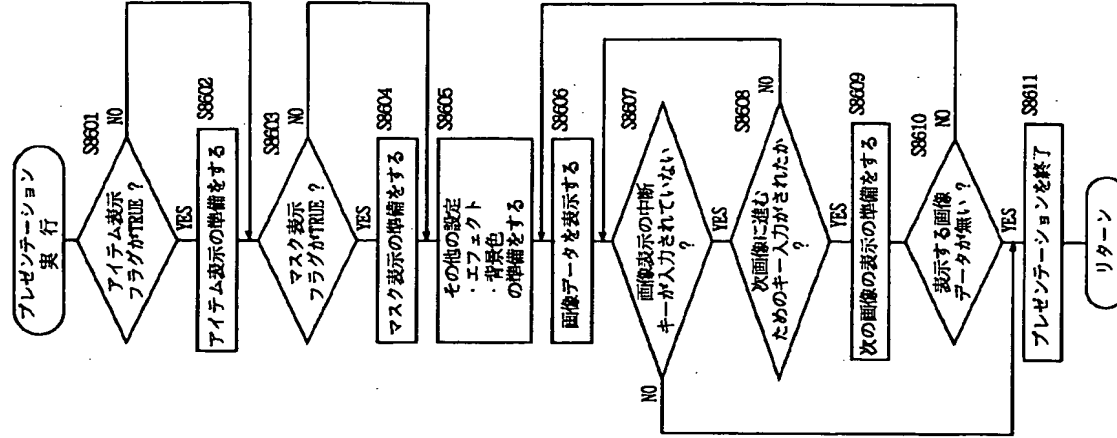 プレゼンテーション
実 行
S8601
アイテム表示
フラグがTRUE ?
NO
YES
S8602
アイテム表示の準備をする
S8603
マスク表示
フラグがTRUE ?
NO
YES
S8604
マスク表示の準備をする
S8605
その他の設定
・エフェクト
・背景色
の準備をする
S8606
画像データを表示する
S8607
画像表示の中断
キーが入力されていない
?
NO
YES
S8608
次画像に進む
ためのキー入力がされたか
?
NO
YES
S8609
次の画像の表示の準備をする
S8610
表示する画像
データが無い ?
NO
YES
S8611
プレゼンテーションを終了
リターン